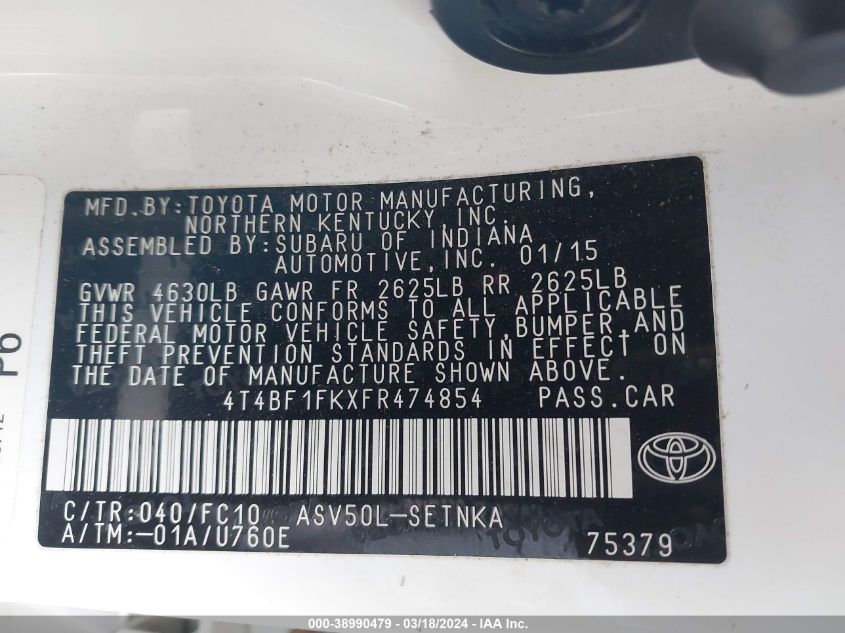 MFD.BY:TOYOTA MOTOR MANUFACTURING,
NORTHERN KENTUCKY,INC.
ASSEMBLED BY:SUBARU OF INDIANA
AUTOMOTIVE,INC. 01/15
GVWR 4630LB GAWR FR 2625LB RR 2625LB
THIS VEHICLE CONFORMS TO ALL APPLICABLE
FEDERAL MOTOR VEHICLE SAFETY,BUMPER,AND
THEFT PREVENTION STANDARDS IN EFFECT ON
THE DATE OF MANUFACTURE SHOWN ABOVE.
4T4BF1FKXFR474854 PASS.CAR
C/TR:040/FC10 ASV50L-SETNKA
A/TM:-01A/U760E 75379
TOYOTA
000-38990479 - 03/18/2024 - IAA Inc.